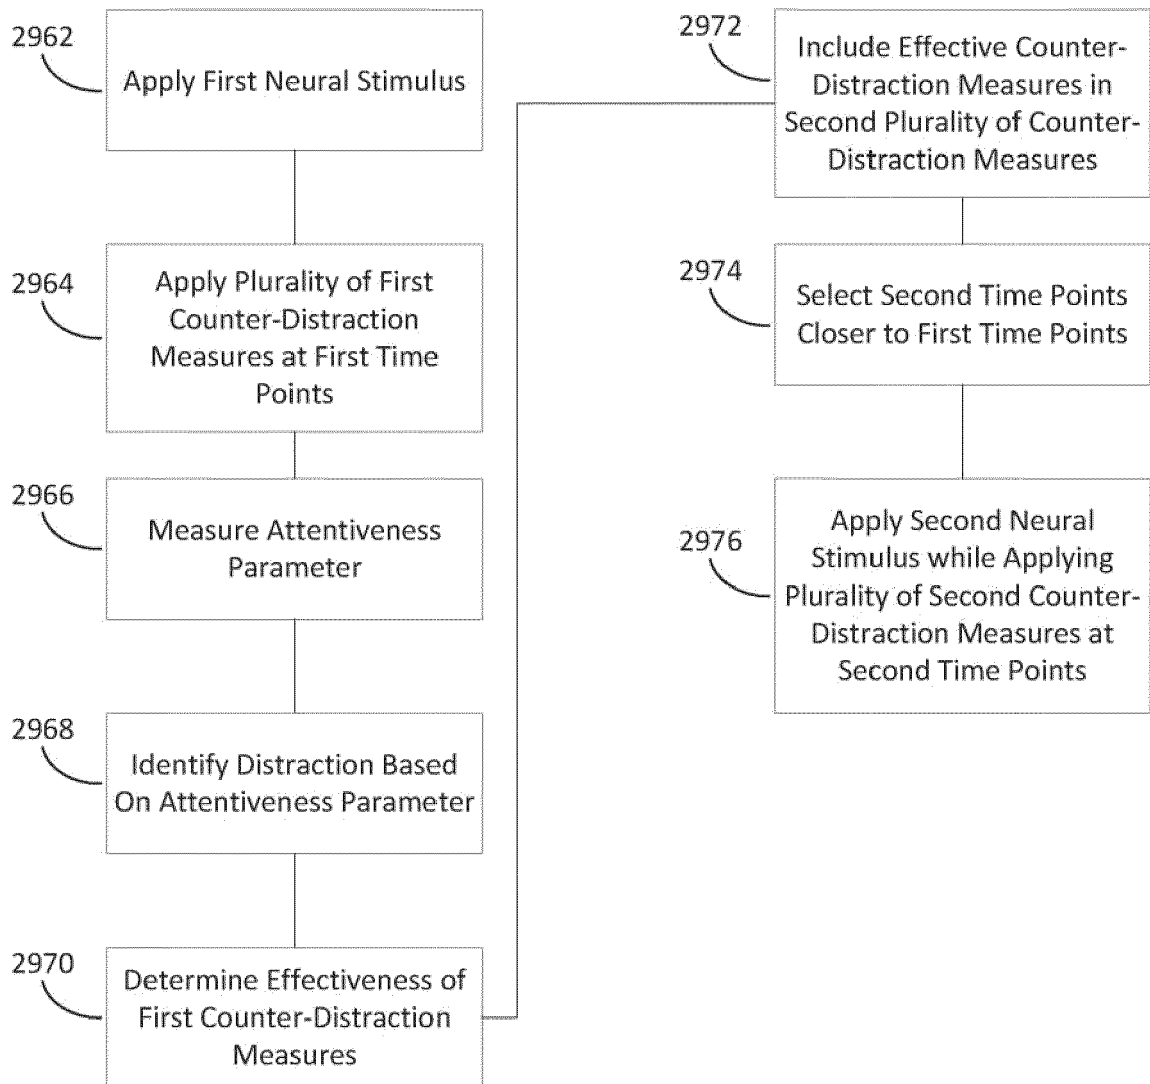 2962
Apply First Neural Stimulus
2964
Apply Plurality of First
Counter-Distraction
Measures at First Time
Points
2966
Measure Attentiveness
Parameter
2968
Identify Distraction Based
On Attentiveness Parameter
2970
Determine Effectiveness of
First Counter-Distraction
Measures
2972
Include Effective Counter-
Distraction Measures in
Second Plurality of Counter-
Distraction Measures
2974
Select Second Time Points
Closer to First Time Points
2976
Apply Second Neural
Stimulus while Applying
Plurality of Second Counter-
Distraction Measures at
Second Time Points